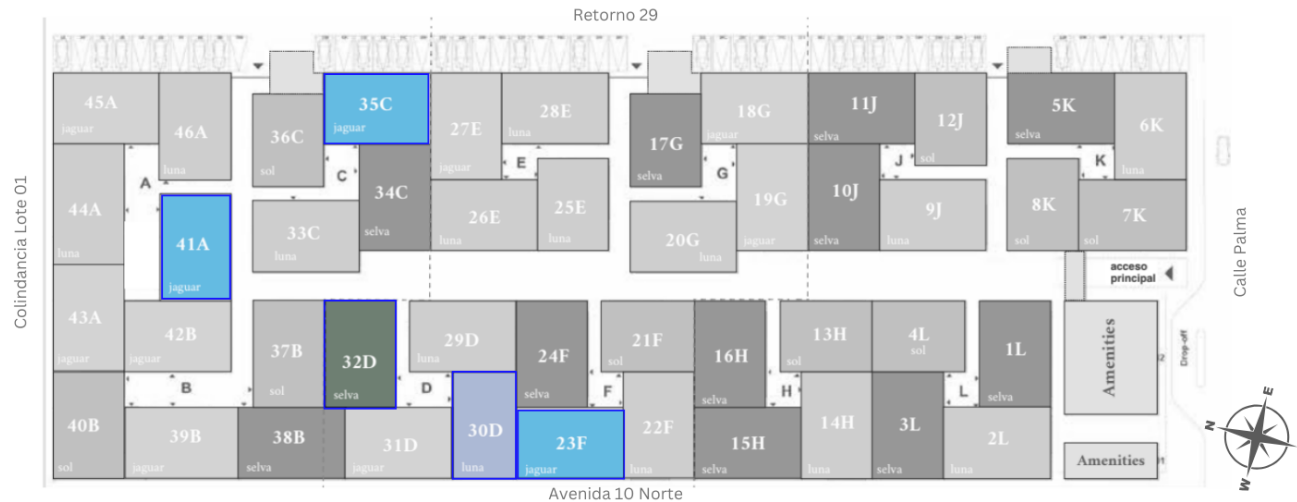 Retorno 29
45A
jaguar
46A
luna
36C
sol
35C
jaguar
27E
jaguar
28E
luna
17G
selva
18G
jaguar
11J
selva
12J
sol
5K
selva
6K
luna
A
C
E
G
J
K
44A
luna
41A
jaguar
33C
luna
34C
selva
26E
luna
25E
luna
20G
luna
19G
jaguar
10J
selva
9J
luna
8K
sol
7K
sol
Colindancia Lote 01
Calle Palma
acceso
principal
43A
jaguar
42B
jaguar
37B
sol
32D
selva
29D
luna
24F
selva
21F
sol
16H
selva
13H
sol
4L
sol
1L
selva
Amenities
Drop-off
B
D
F
H
L
40B
sol
39B
jaguar
38B
selva
31D
jaguar
30D
luna
23F
jaguar
22F
luna
15H
selva
14H
luna
3L
selva
2L
luna
Amenities
N
E
S
W
Avenida 10 Norte